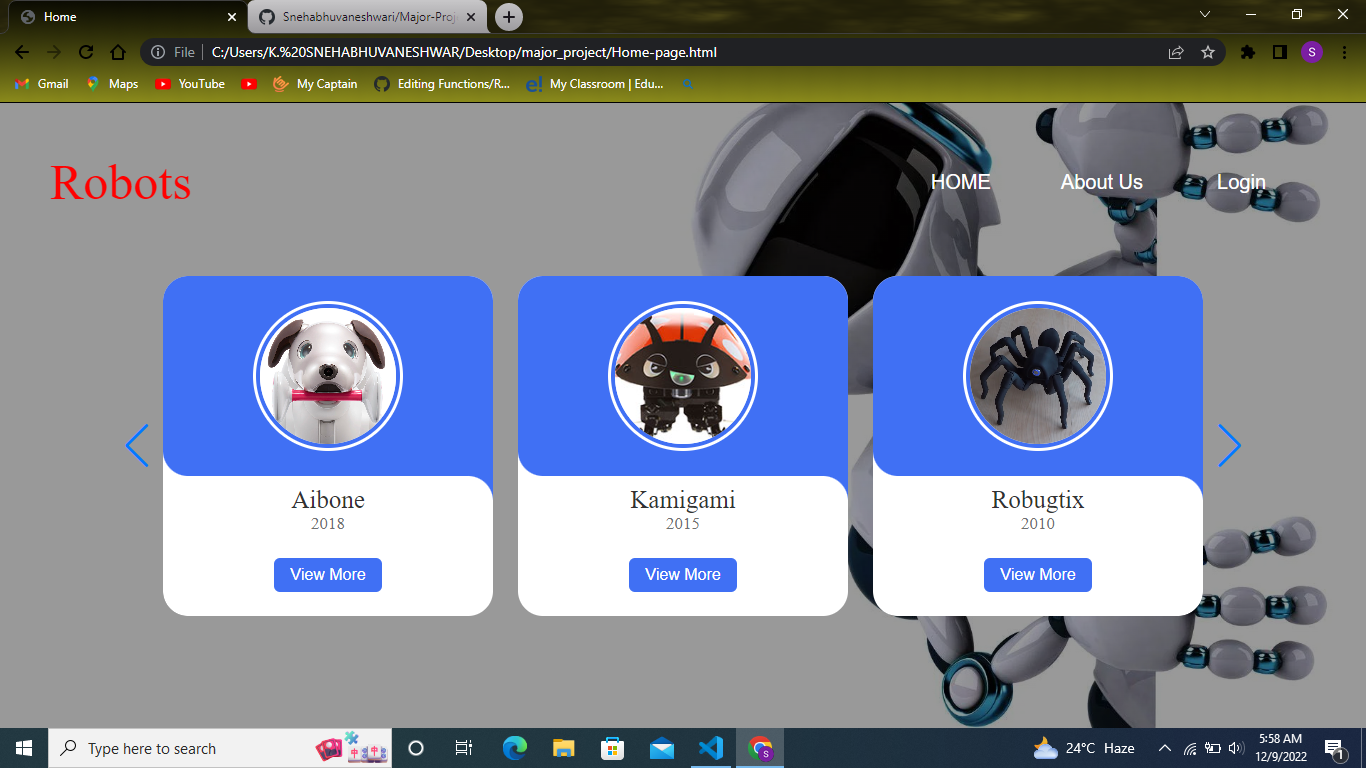 Home
Snehabhuvaneshwari/Major-Proj
File C:/Users/K.%20SNEHABHUVANESHWAR/Desktop/major_project/Home-page.html
S
Gmail Maps YouTube My Captain Editing Functions/R... e! My Classroom | Edu...
Robots
HOME About Us Login
Aibone Kamigami Robugtix
2018 2015 2010
View More View More View More
Type here to search
S
24°C Haze
5:58 AM
12/9/2022
1